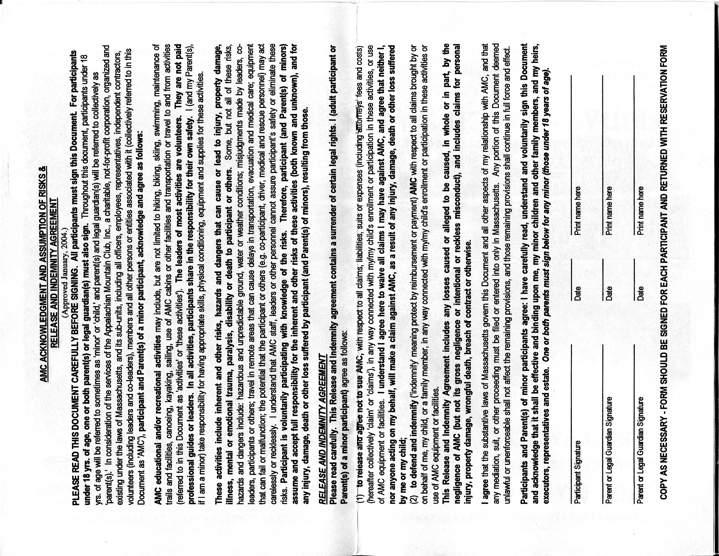 AMC ACKNOWLEDGMENT AND ASSUMPTION OF RISKS &
RELEASE AND INDEMNITY AGREEMENT
(Approved January, 2004.)
PLEASE READ THIS DOCUMENT CAREFULLY BEFORE SIGNING. All participants must sign this Document. For participants
under 18 yrs. of age, one or both parent(s) or legal guardian(s) must also sign. Throughout this document, participants under 18
yrs. of age will be referred to sometimes as 'minor' or 'child,' and parent(s) and legal guardian(s) will be referred to collectively as
'parent(s)'. In consideration of the services of the Appalachian Mountain Club, Inc., a charitable, not-for-profit corporation, organized and
existing under the laws of Massachusetts, and its sub-units, including all officers, employees, representatives, independent contractors,
volunteers (including leaders and co-leaders), members and all other persons or entities associated with it (collectively referred to in this
Document as "AMC"), participant and Parent(s) of a minor participant, acknowledge and agree as follows:
AMC educational and/or recreational activities may include, but are not limited to hiking, biking, skiing, swimming, maintenance of
trails and facilities, canoeing, kayaking, sailing, use of AMC cabins or other facilities and transportation or travel to and from activities
(referred to in this Document as 'activities' or 'these activities'). The leaders of most activities are volunteers. They are not paid
professional guides or leaders. In all activities, participants share in the responsibility for their own safety. I (and my Parent(s),
if I am a minor) take responsibility for having appropriate skills, physical conditioning, equipment and supplies for these activities.
These activities include inherent and other risks, hazards and dangers that can cause or lead to injury, property damage,
illness, mental or emotional trauma, paralysis, disability or death to participant or others. Some, but not all of these risks,
hazards and dangers include: hazardous and unpredictable ground, water or weather conditions; misjudgments made by leaders, co-
leaders, participants or others; travel in remote areas that can cause delays in transportation, evacuation and medical care; equipment
that can fail or malfunction; the potential that the participant or others (e.g. co-participant, driver, medical and rescue personnel) may act
carelessly or recklessly. I understand that AMC staff, leaders or other personnel cannot assure participant's safety or eliminate these
risks. Participant is voluntarily participating with knowledge of the risks. Therefore, participant (and Parent(s) of minors)
assume and accept full responsibility for the inherent and other risks of these activities (both known and unknown), and for
any injury, damage, death or other loss suffered by participant (and Parent(s) of minors), resulting from those.
RELEASE AND INDEMNITY AGREEMENT
Please read carefully. This Release and Indemnity agreement contains a surrender of certain legal rights. I (adult participant or
Parent(s) of a minor participant) agree as follows:
(1) to release and agree not to sue AMC, with respect to all claims, liabilities, suits or expenses (including attorneys' fees and costs)
(hereafter collectively 'claim' or 'claims'), in any way connected with my/my child's enrollment or participation in these activities, or use
of AMC equipment or facilities. I understand I agree here to waive all claims I may have against AMC, and agree that neither I,
nor anyone acting on my behalf, will make a claim against AMC, as a result of any injury, damage, death or other loss suffered
by me or my child;
(2) to defend and indemnify ('indemnify' meaning protect by reimbursement or payment) AMC with respect to all claims brought by or
on behalf of me, my child, or a family member, in any way connected with my/my child's enrollment or participation in these activities or
use of AMC equipment or facilities.
This Release and Indemnity Agreement includes any losses caused or alleged to be caused, in whole or in part, by the
negligence of AMC (but not its gross negligence or intentional or reckless misconduct), and includes claims for personal
injury, property damage, wrongful death, breach of contract or otherwise.
I agree that the substantive laws of Massachusetts govern this Document and all other aspects of my relationship with AMC, and that
any mediation, suit, or other proceeding must be filed or entered into only in Massachusetts. Any portion of this Document deemed
unlawful or unenforceable shall not affect the remaining provisions, and those remaining provisions shall continue in full force and effect.
Participants and Parent(s) of minor participants agree: I have carefully read, understand and voluntarily sign this Document
and acknowledge that it shall be effective and binding upon me, my minor children and other family members, and my heirs,
executors, representatives and estate. One or both parents must sign below for any minor (those under 18 years of age).
Participant Signature Date Print name here
Parent or Legal Guardian Signature Date Print name here
Parent or Legal Guardian Signature Date Print name here
COPY AS NECESSARY - FORM SHOULD BE SIGNED FOR EACH PARTICIPANT AND RETURNED WITH RESERVATION FORM